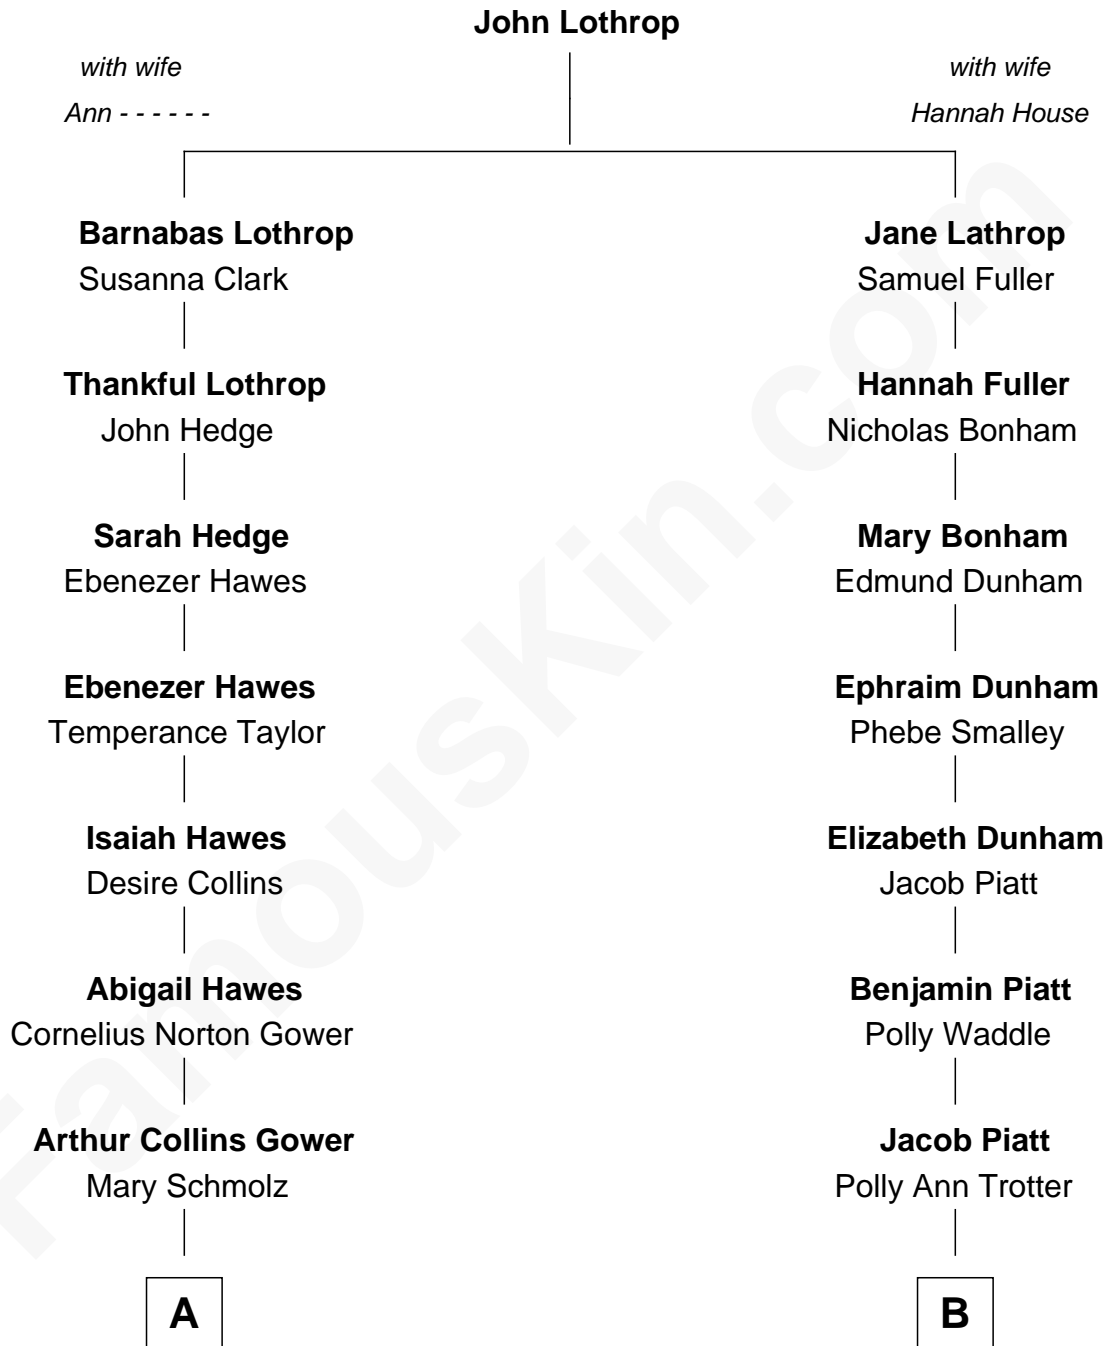 John Lothrop
with wife
Ann - - - - - -
with wife
Hannah House
Barnabas Lothrop
Susanna Clark
Jane Lathrop
Samuel Fuller
Thankful Lothrop
John Hedge
Hannah Fuller
Nicholas Bonham
Sarah Hedge
Ebenezer Hawes
Mary Bonham
Edmund Dunham
Ebenezer Hawes
Temperance Taylor
Ephraim Dunham
Phebe Smalley
Isaiah Hawes
Desire Collins
Elizabeth Dunham
Jacob Piatt
Abigail Hawes
Cornelius Norton Gower
Benjamin Piatt
Polly Waddle
Arthur Collins Gower
Mary Schmolz
Jacob Piatt
Polly Ann Trotter
A
B
FamousKin.com